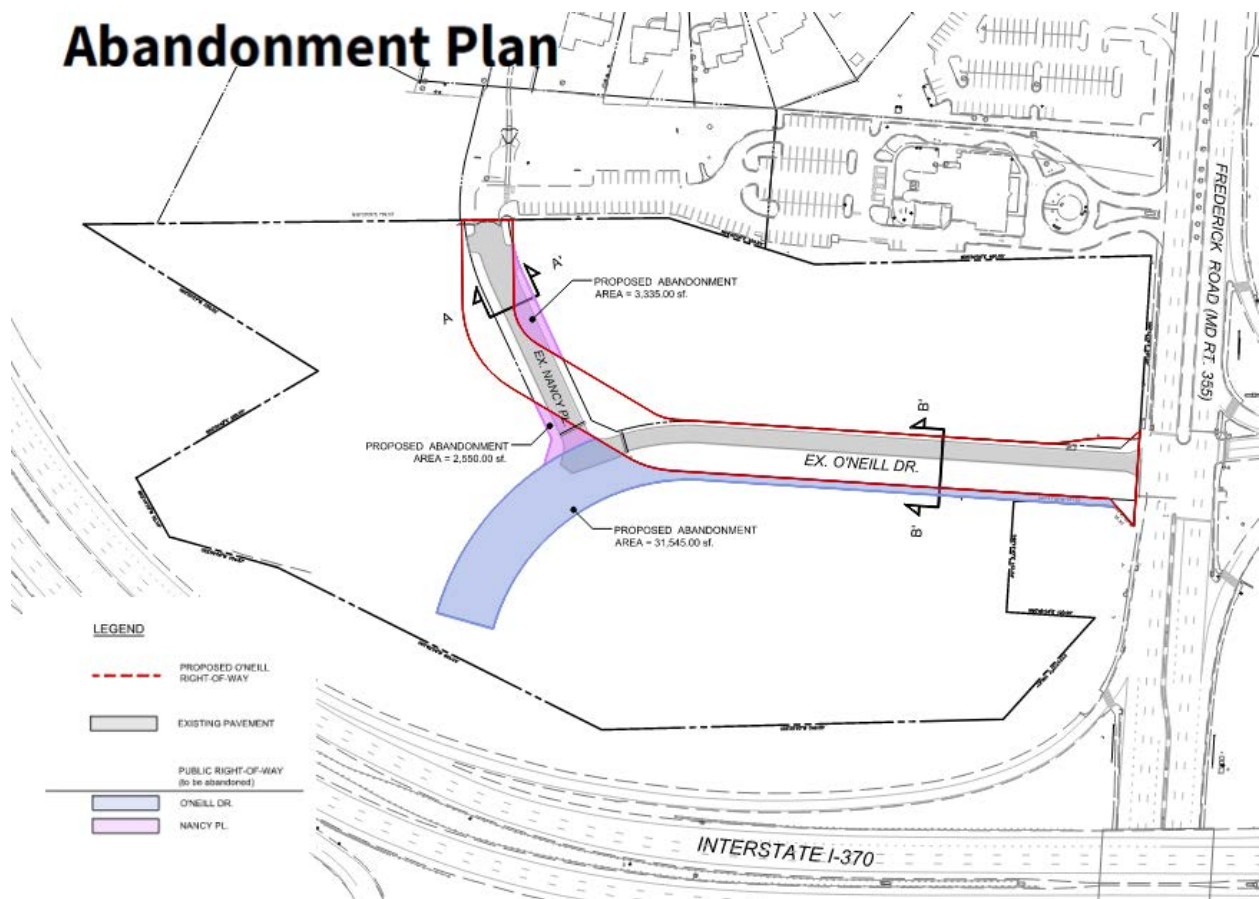 Abandonment Plan
FREDERICK ROAD (MD RT. 355)
A'
PROPOSED ABANDONMENT
AREA = 3,335.00 sf.
A
EX. NANCY PL.
B'
PROPOSED ABANDONMENT
AREA = 2,550.00 sf.
EX. O'NEILL DR.
B'
PROPOSED ABANDONMENT
AREA = 31,545.00 sf.
LEGEND
PROPOSED O'NEILL
RIGHT-OF-WAY
EXISTING PAVEMENT
PUBLIC RIGHT-OF-WAY
(to be abandoned)
O'NEILL DR.
NANCY PL.
INTERSTATE I-370